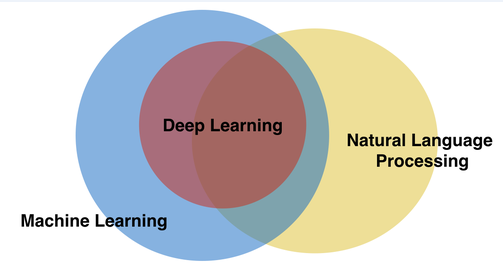 Deep Learning
Natural Language
Processing
Machine Learning